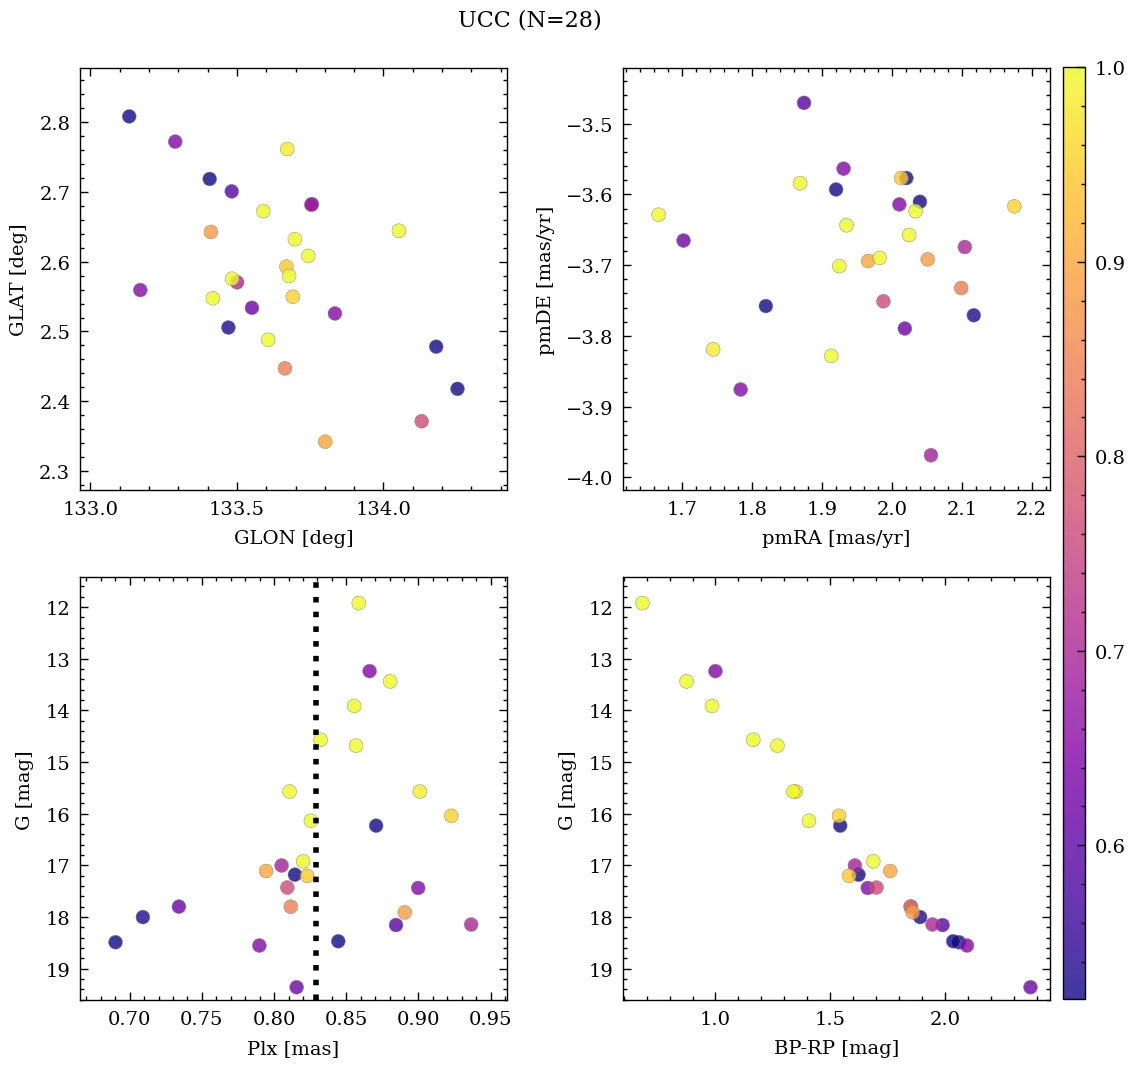 UCC (N=28)
2.8
2.7
2.6
2.5
2.4
2.3
GLAT [deg]
133.0 133.5 134.0
GLON [deg]
−3.5
−3.6
−3.7
−3.8
−3.9
−4.0
pmDE [mas/yr]
1.7 1.8 1.9 2.0 2.1 2.2
pmRA [mas/yr]
1.0
0.9
0.8
0.7
0.6
12
13
14
15
16
17
18
19
G [mag]
0.70 0.75 0.80 0.85 0.90 0.95
Plx [mas]
12
13
14
15
16
17
18
19
G [mag]
1.0 1.5 2.0
BP-RP [mag]